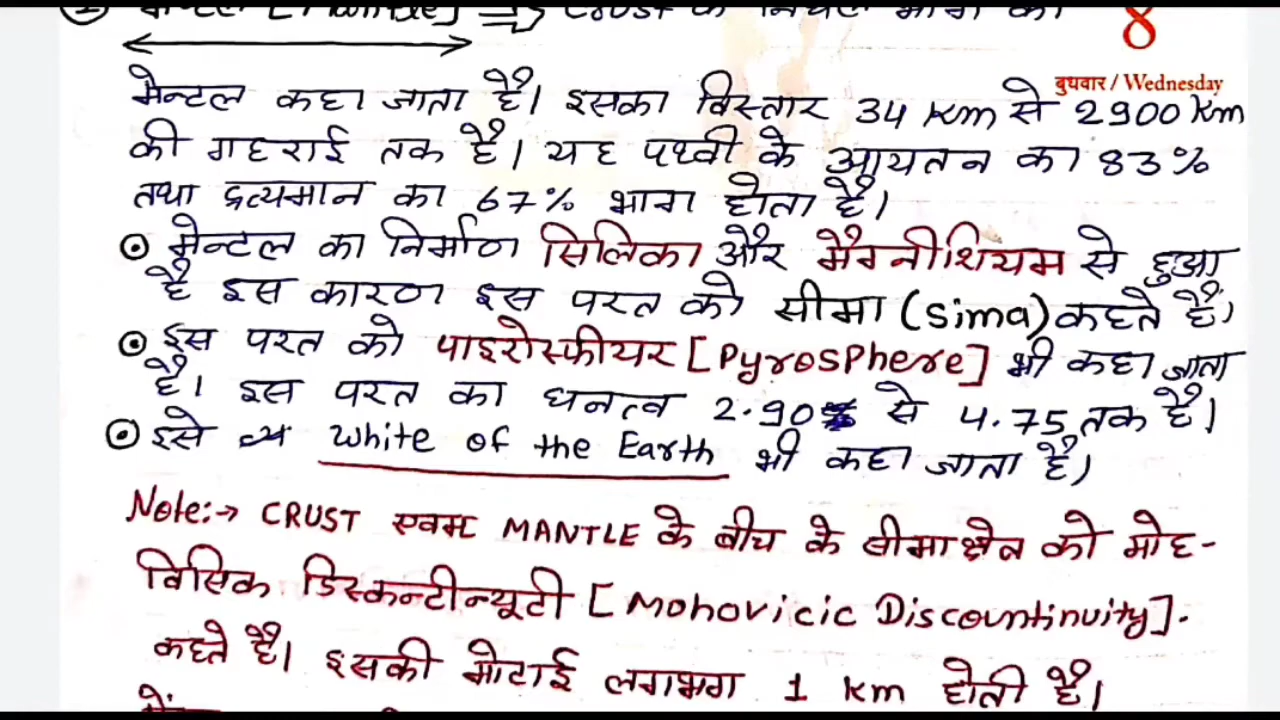 CRUST के निचले भाग को
8
बुधवार / Wednesday
मेन्टल कहा जाता है। इसका विस्तार 34 km से 2900 km
की गहराई तक है। यह पृथ्वी के आयतन का 83%
तथा द्रव्यमान का 67% भाग होता है।
मेन्टल का निर्माण सिलिका और मैग्नीशियम से हुआ
है इस कारण इस परत को सीमा (Sima) कहते हैं।
इस परत को पाइरोस्फीयर [Pyrosphere] भी कहा जाता
है। इस परत का घनत्व 2.90 से 4.75 तक है।
इसे White of the Earth भी कहा जाता है।
Note:→ CRUST एवम MANTLE के बीच के सीमाक्षेत्र को मोह-
विसिक डिस्कन्टीन्यूटी [Mohovicic Discountinuity].
कहते है। इसकी मोटाई लगभग 1 km होती है।